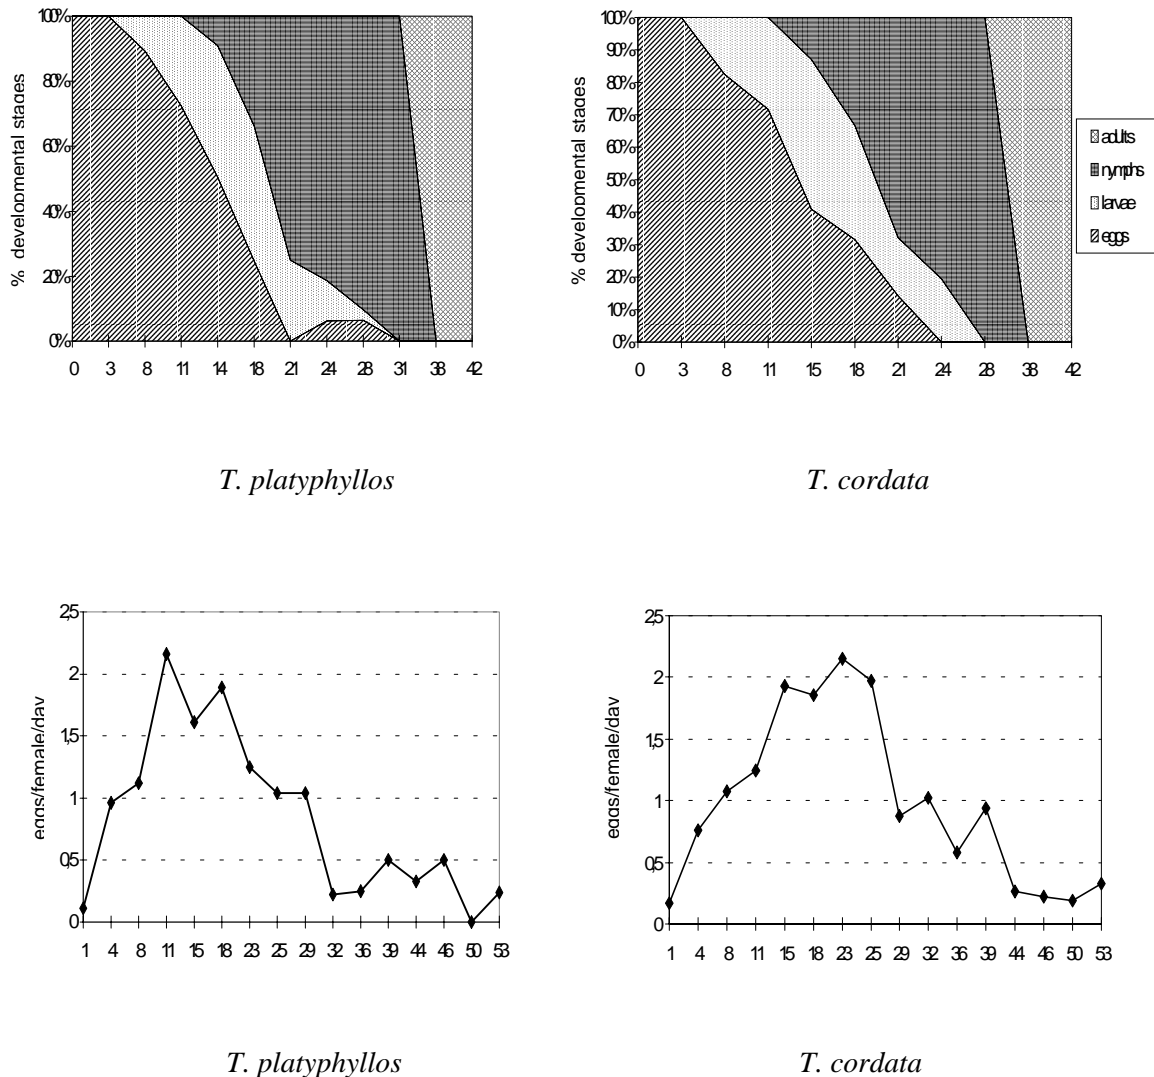 % developmental stages
100%
80%
60%
40%
20%
0%
0 3 8 11 14 18 21 24 28 31 38 42
T. platyphyllos
% developmental stages
100%
90%
80%
70%
60%
50%
40%
30%
20%
10%
0%
0 3 8 11 15 18 21 24 28 38 42
adults
nymphs
larvae
eggs
T. cordata
eggs/female/day
2,5
2
1,5
1
0,5
0
1 4 8 11 15 18 23 25 29 32 36 39 44 46 50 53
T. platyphyllos
eggs/female/day
2,5
2
1,5
1
0,5
0
1 4 8 11 15 18 23 25 29 32 36 39 44 46 50 53
T. cordata